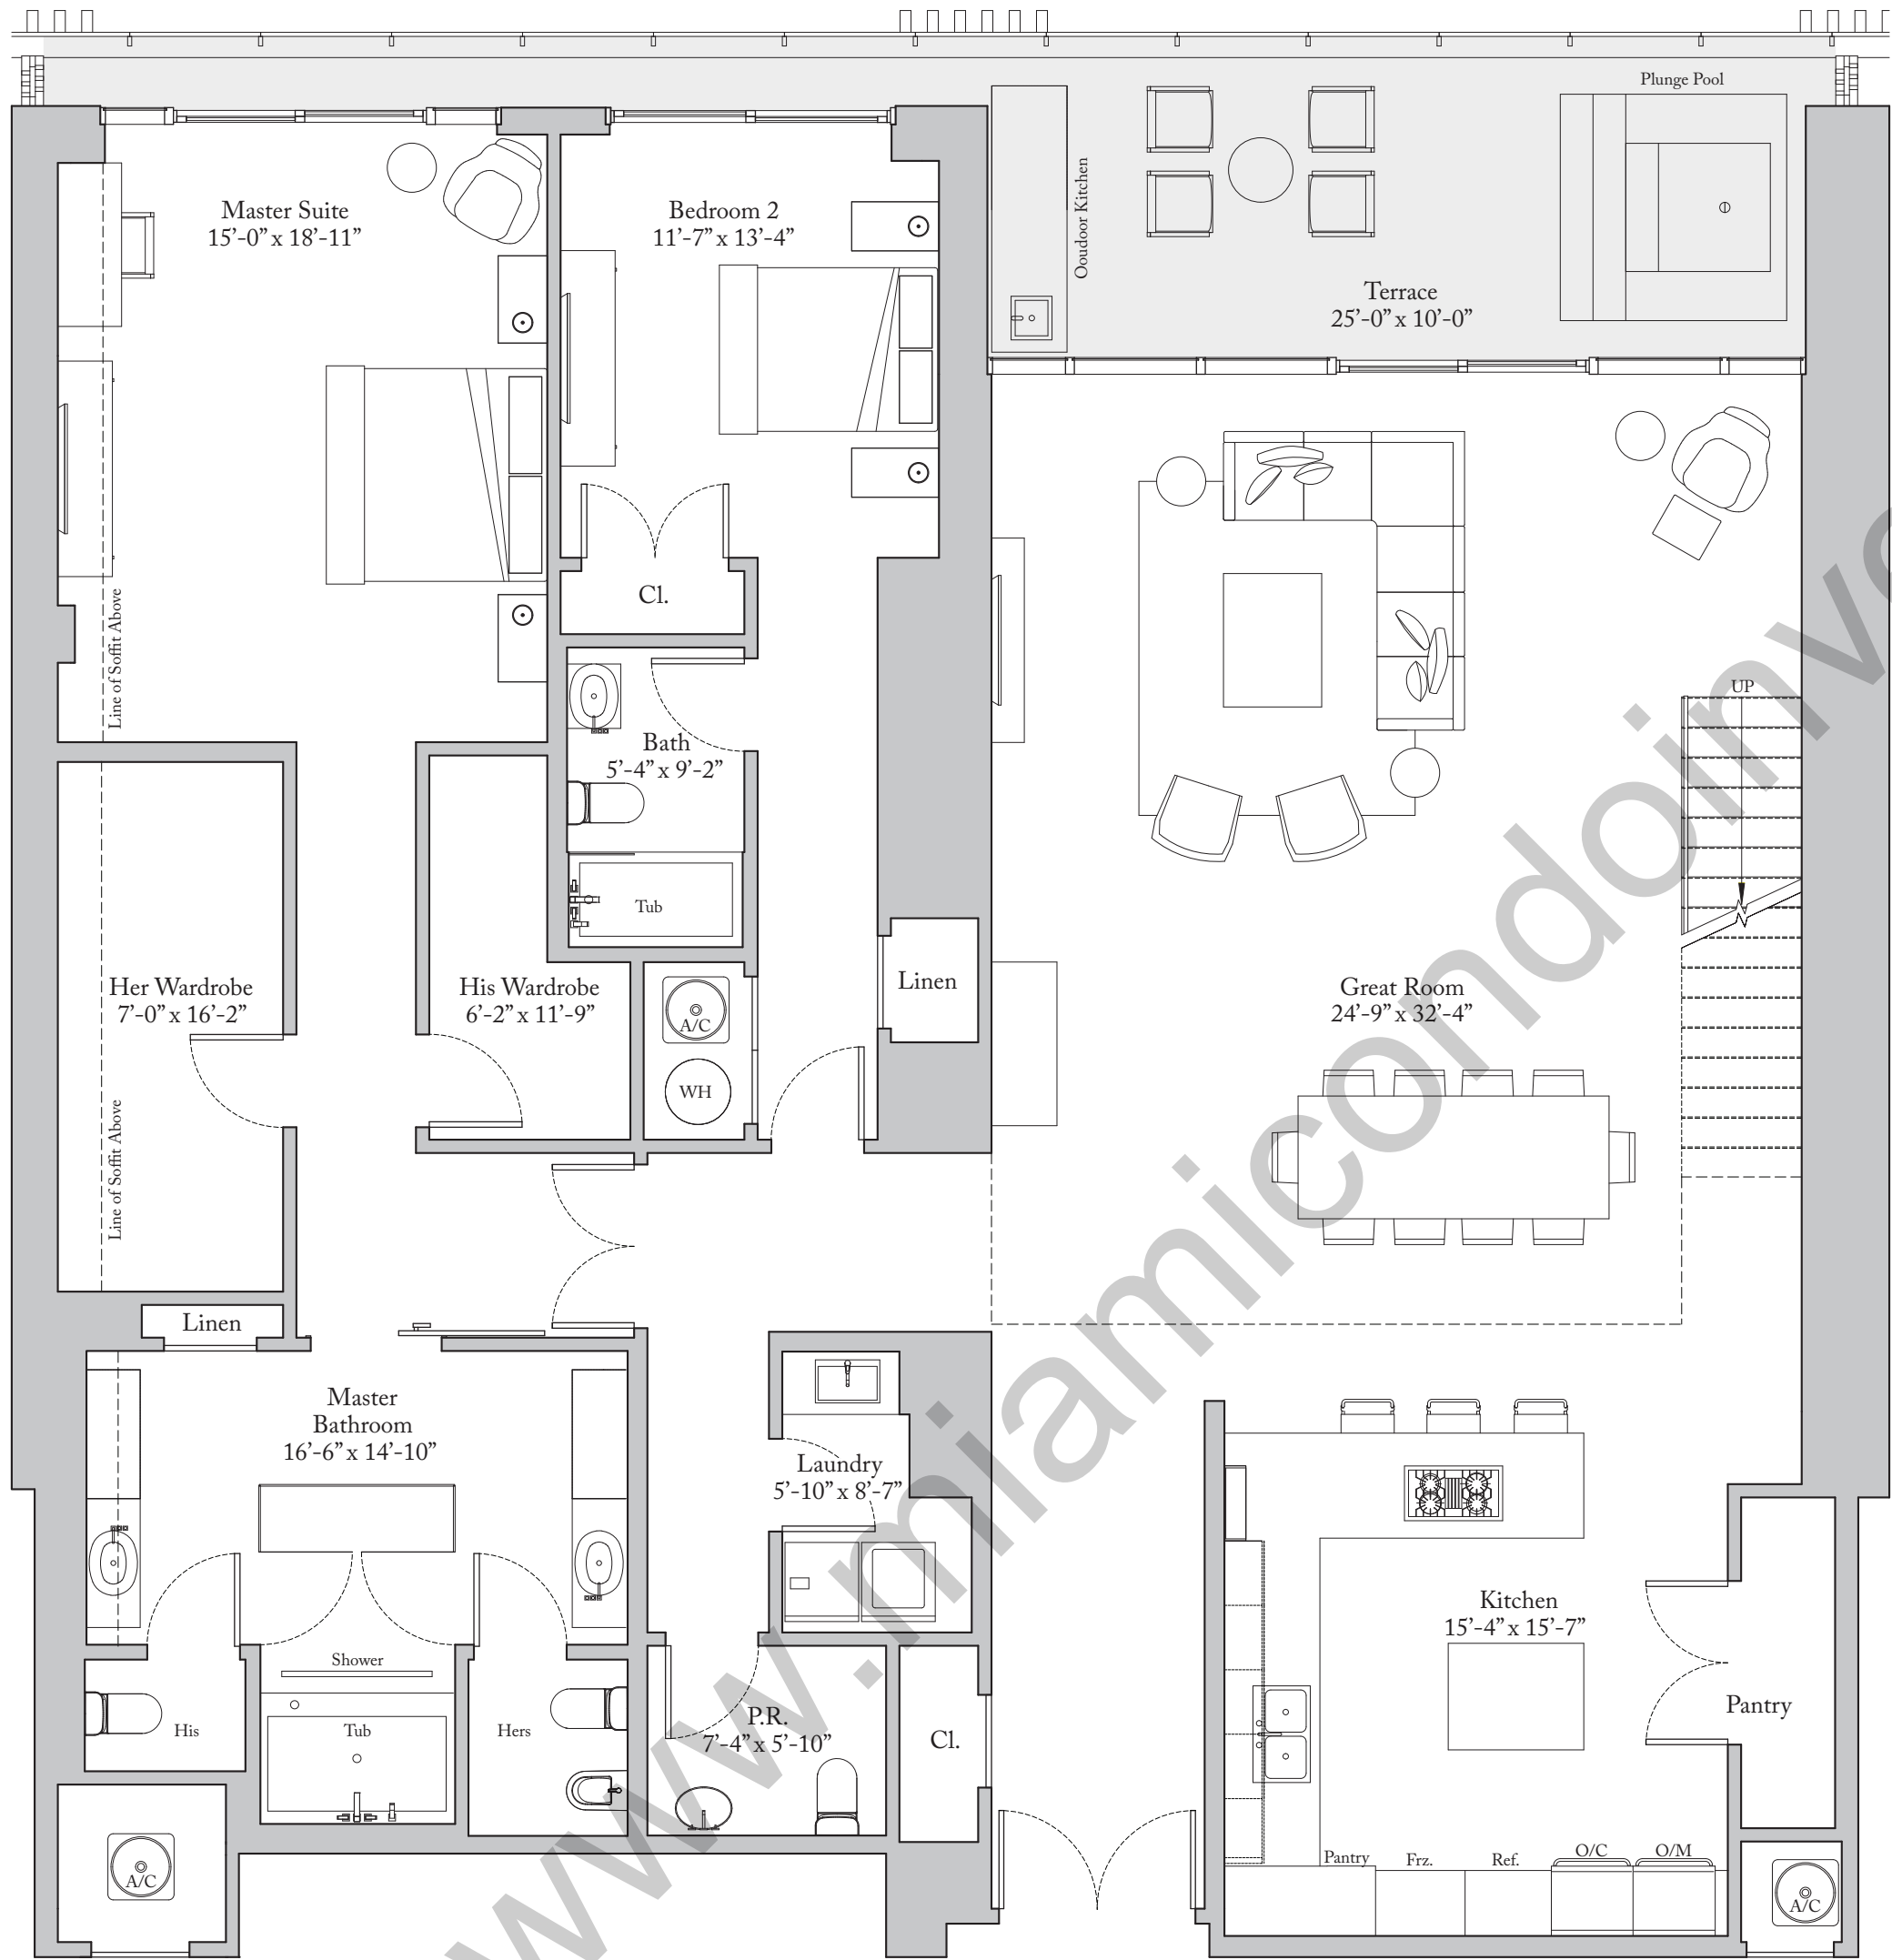 Plunge Pool
Master Suite
15’-0” x 18’-11”
Bedroom 2
11’-7” x 13’-4”
Ooudoor Kitchen
Terrace
25’-0” x 10’-0”
Line of Soffit Above
Cl.
UP
Bath
5’-4” x 9’-2”
Tub
Her Wardrobe
7’-0” x 16’-2”
His Wardrobe
6’-2” x 11’-9”
A/C
WH
Linen
Great Room
24’-9” x 32’-4”
Line of Soffit Above
Linen
Master
Bathroom
16’-6” x 14’-10”
Laundry
5’-10” x 8’-7”
Kitchen
15’-4” x 15’-7”
Shower
His
Tub
Hers
P.R.
7’-4” x 5’-10”
Cl.
Pantry
A/C
Pantry
Frz.
Ref.
O/C
O/M
A/C
www.miamicondoinve